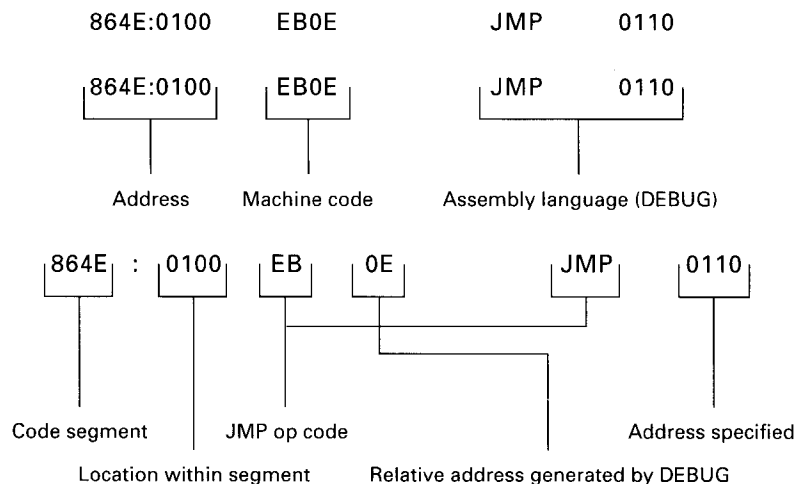 864E:0100 EB0E JMP 0110
864E:0100 EB0E JMP 0110
Address Machine code Assembly language (DEBUG)
864E : 0100 EB 0E JMP 0110
Code segment JMP op code Address specified
Location within segment Relative address generated by DEBUG